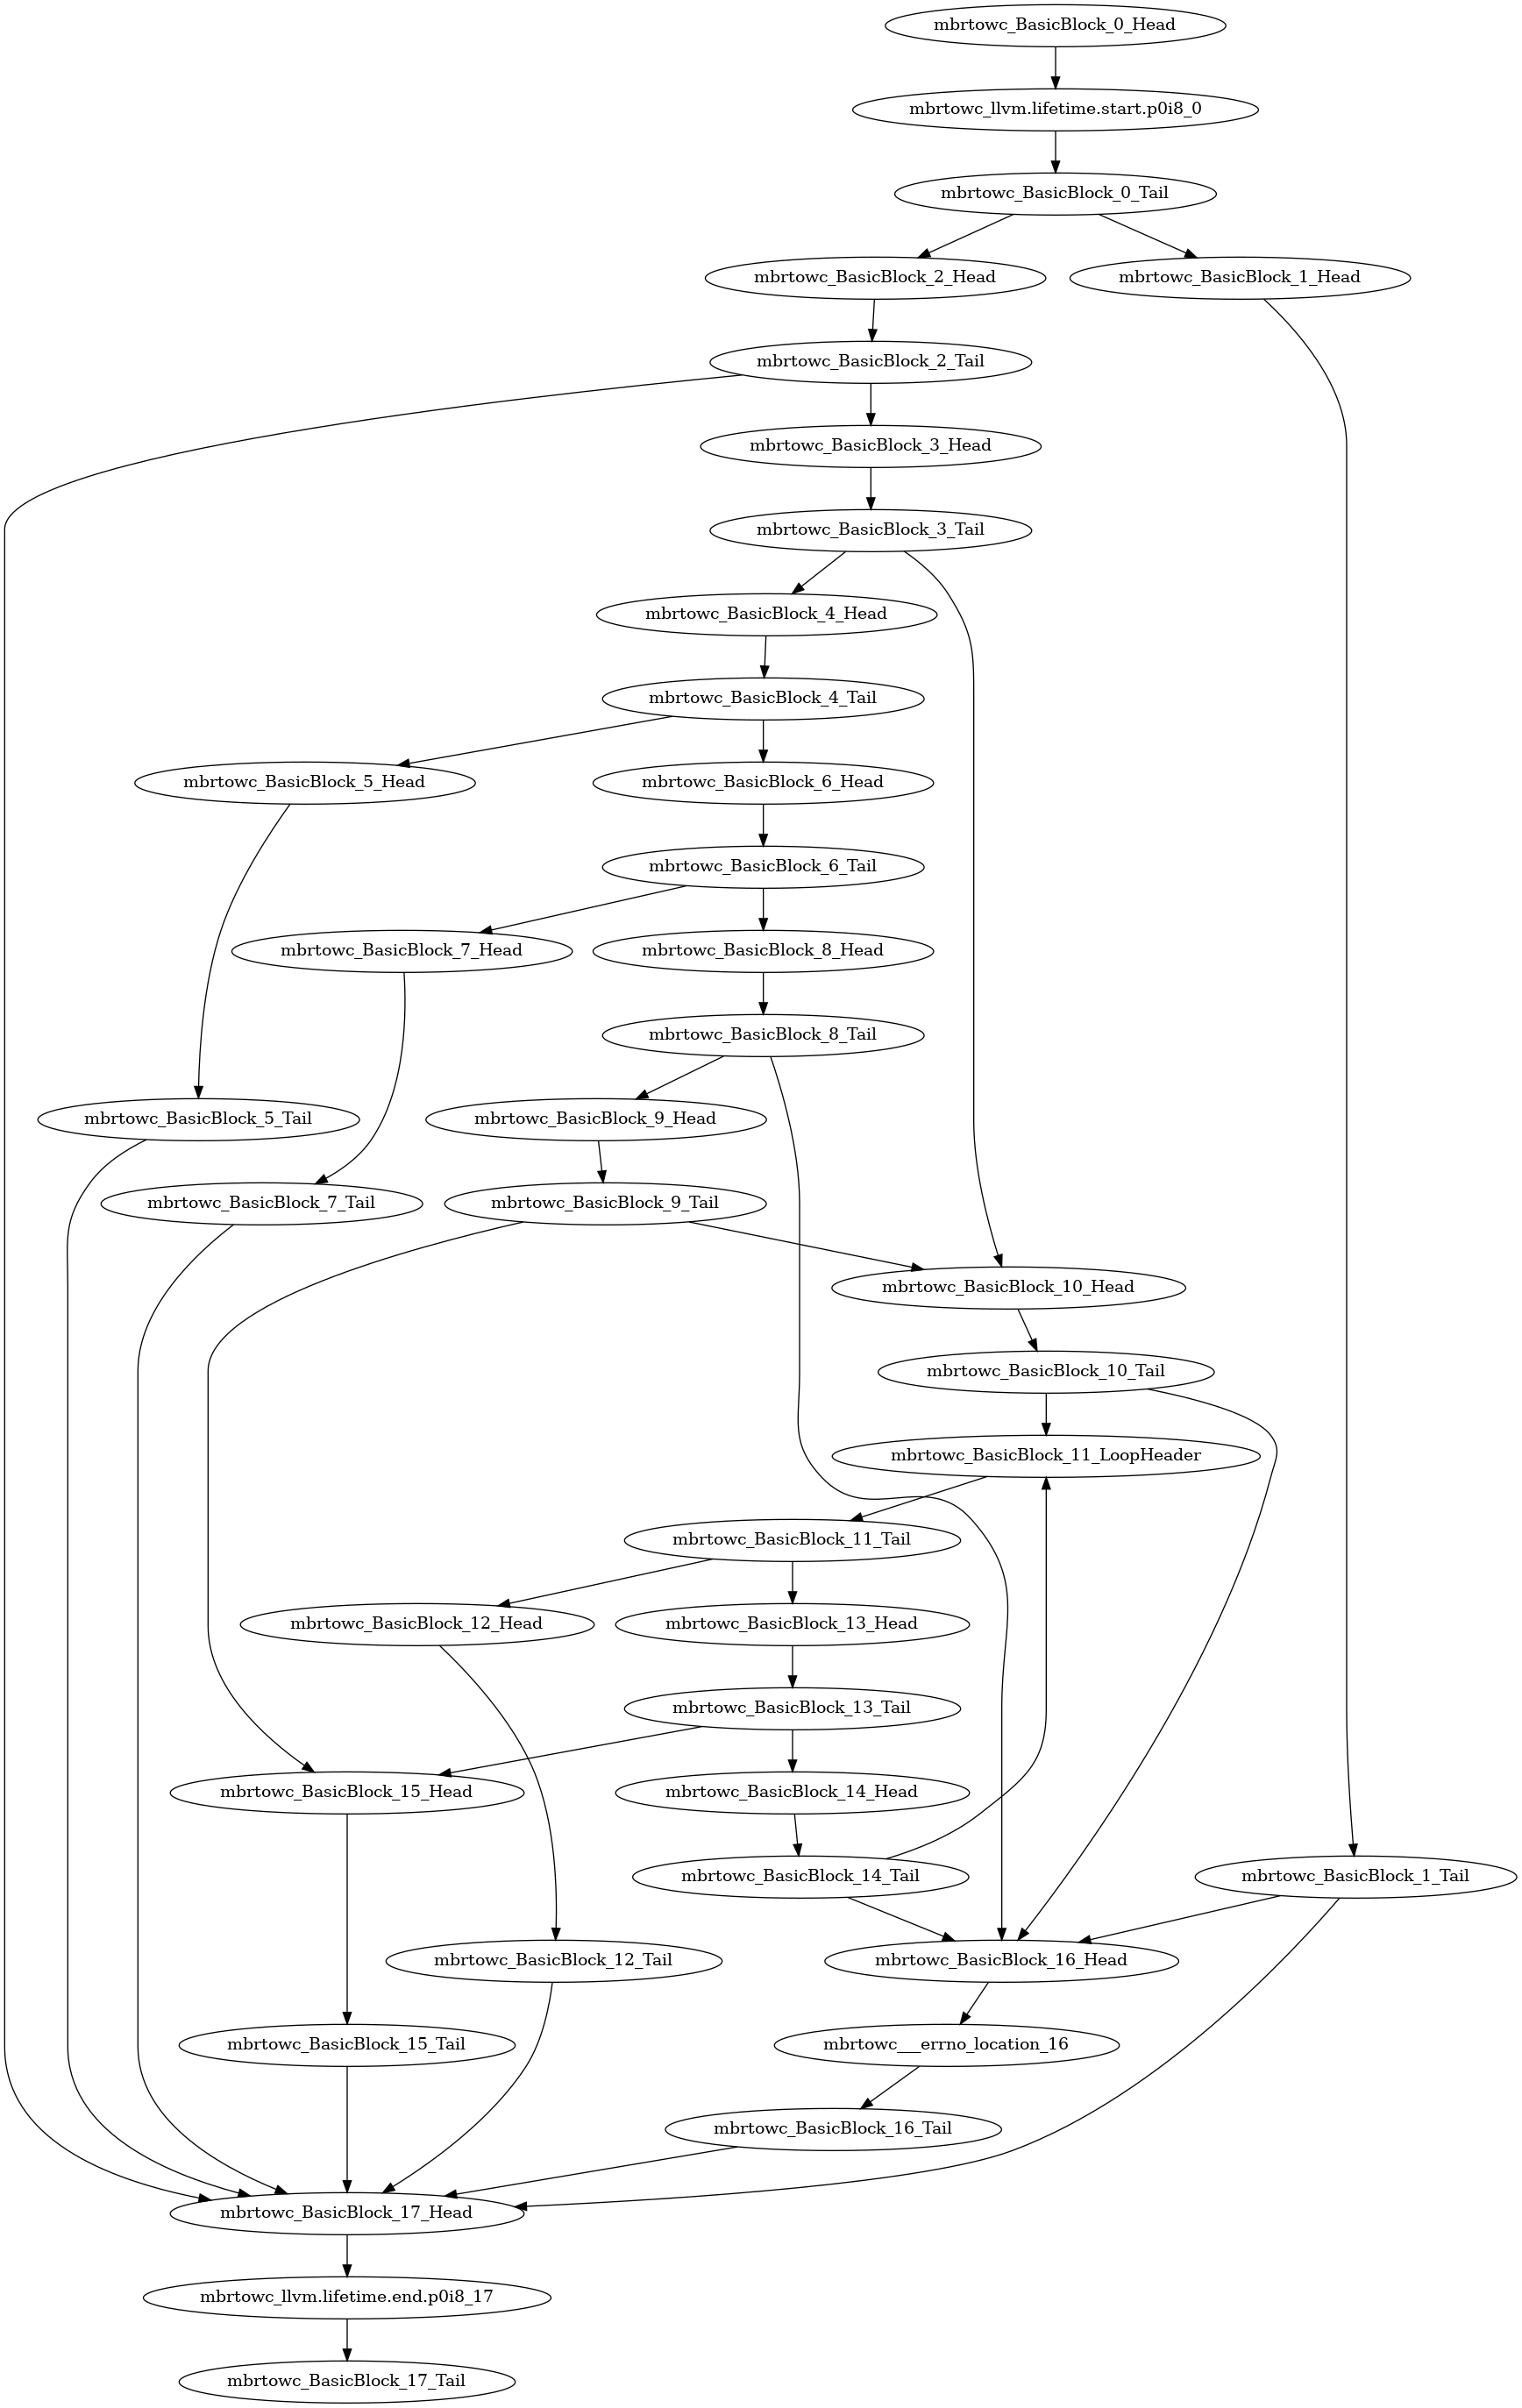 mbrtowc_BasicBlock_0_Head
mbrtowc_llvm.lifetime.start.p0i8_0
mbrtowc_BasicBlock_0_Tail
mbrtowc_BasicBlock_2_Head
mbrtowc_BasicBlock_1_Head
mbrtowc_BasicBlock_2_Tail
mbrtowc_BasicBlock_3_Head
mbrtowc_BasicBlock_3_Tail
mbrtowc_BasicBlock_4_Head
mbrtowc_BasicBlock_4_Tail
mbrtowc_BasicBlock_5_Head
mbrtowc_BasicBlock_6_Head
mbrtowc_BasicBlock_6_Tail
mbrtowc_BasicBlock_7_Head
mbrtowc_BasicBlock_8_Head
mbrtowc_BasicBlock_8_Tail
mbrtowc_BasicBlock_5_Tail
mbrtowc_BasicBlock_9_Head
mbrtowc_BasicBlock_7_Tail
mbrtowc_BasicBlock_9_Tail
mbrtowc_BasicBlock_10_Head
mbrtowc_BasicBlock_10_Tail
mbrtowc_BasicBlock_11_LoopHeader
mbrtowc_BasicBlock_11_Tail
mbrtowc_BasicBlock_12_Head
mbrtowc_BasicBlock_13_Head
mbrtowc_BasicBlock_13_Tail
mbrtowc_BasicBlock_15_Head
mbrtowc_BasicBlock_14_Head
mbrtowc_BasicBlock_14_Tail
mbrtowc_BasicBlock_1_Tail
mbrtowc_BasicBlock_12_Tail
mbrtowc_BasicBlock_16_Head
mbrtowc_BasicBlock_15_Tail
mbrtowc___errno_location_16
mbrtowc_BasicBlock_16_Tail
mbrtowc_BasicBlock_17_Head
mbrtowc_llvm.lifetime.end.p0i8_17
mbrtowc_BasicBlock_17_Tail